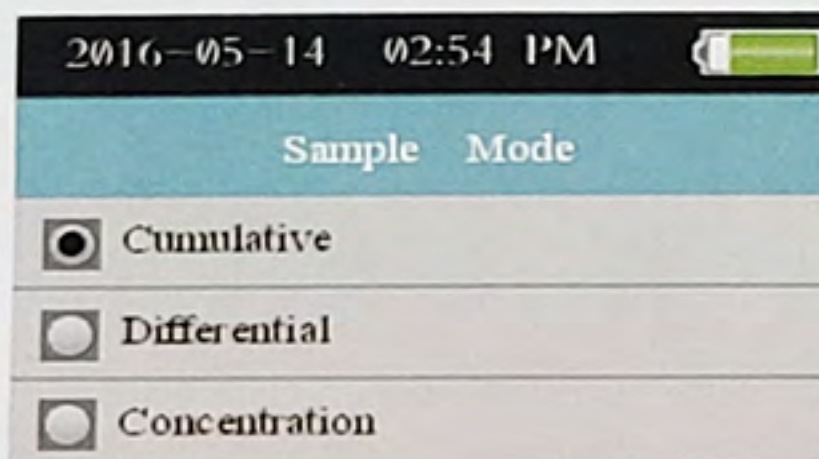 2016-05-14 02:54 PM
Sample Mode
Cumulative
Differential
Concentration